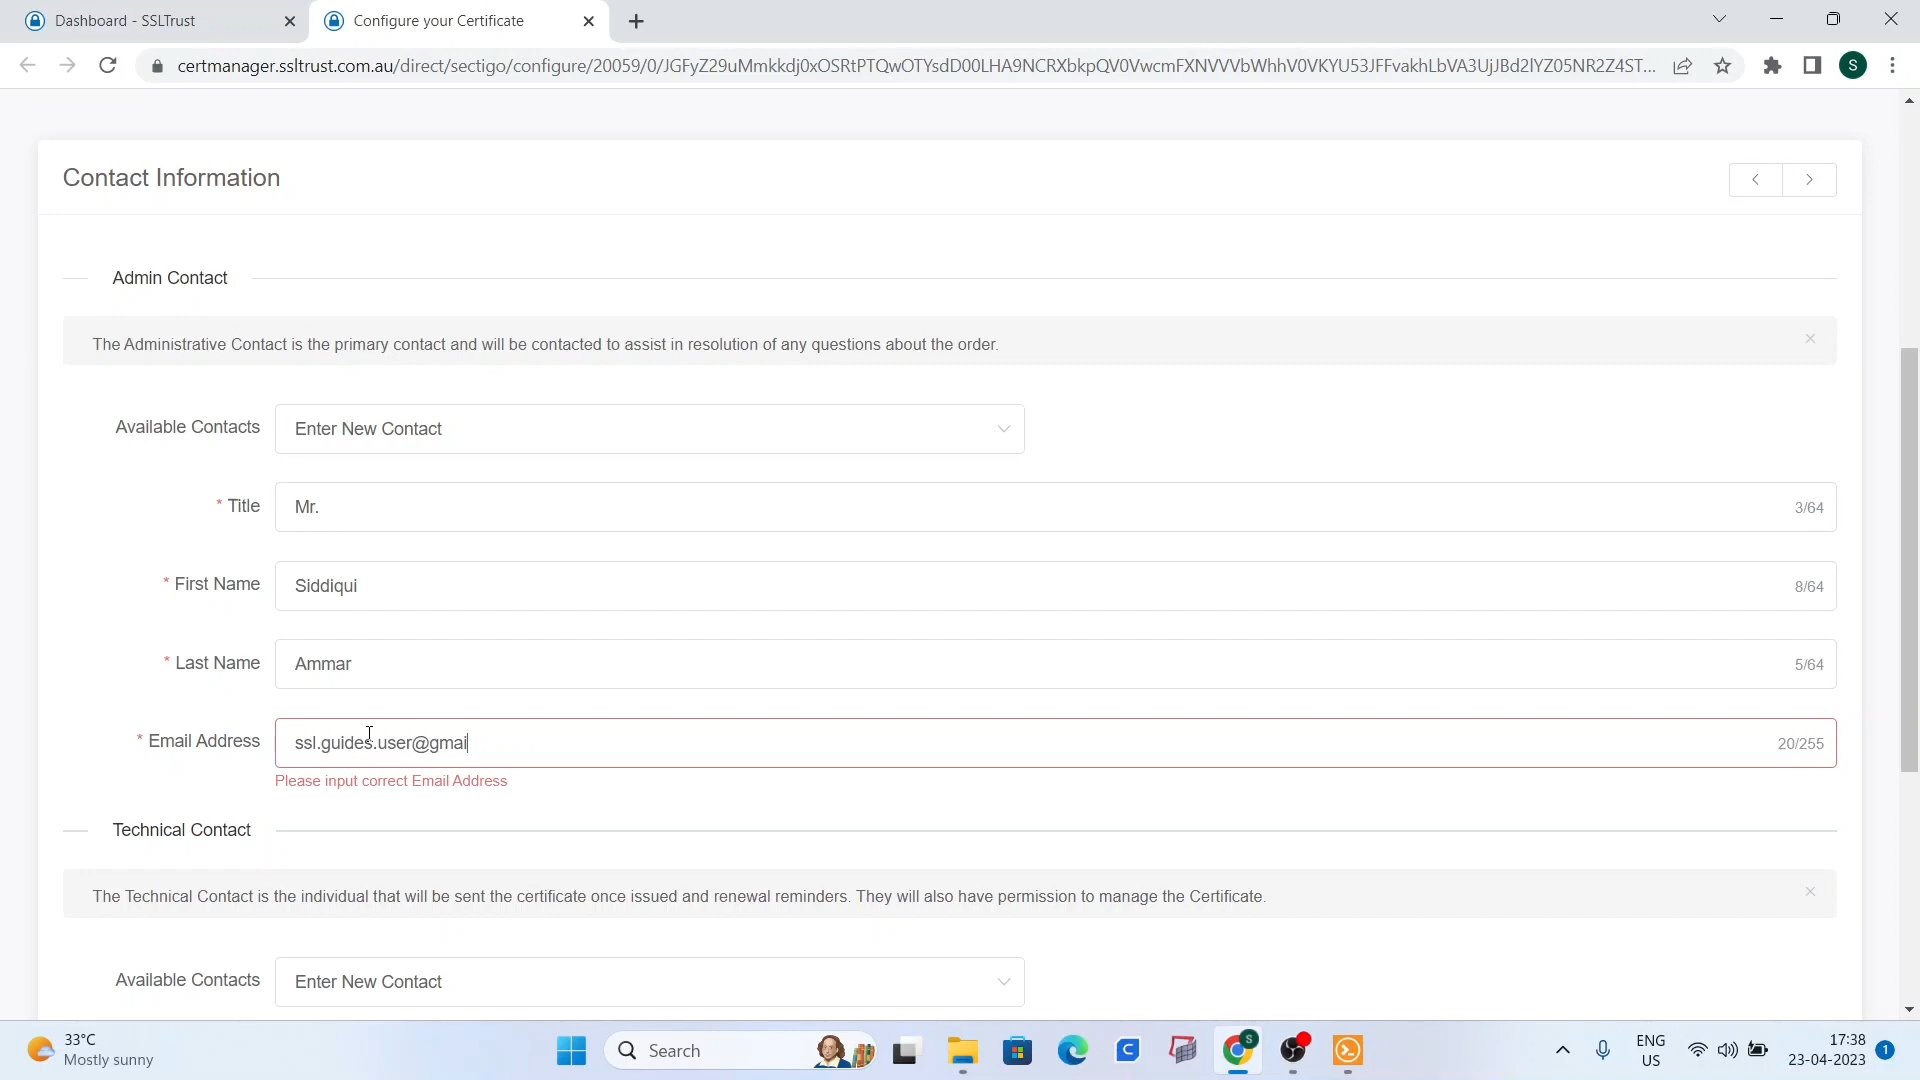 Dashboard - SSLTrust
Configure your Certificate
certmanager.ssltrust.com.au/direct/sectigo/configure/20059/0/JGFyZ29uMmkkdj0xOSRtPTQwOTYsdD00LHA9NCRXbkpQV0VwcmFXNVVVbWhhV0VKYU53JFFvakhLbVA3UjJBd2lYZ05NR2Z4ST...
S
Contact Information
Admin Contact
The Administrative Contact is the primary contact and will be contacted to assist in resolution of any questions about the order.
Available Contacts Enter New Contact
* Title Mr. 3/64
* First Name Siddiqui 8/64
* Last Name Ammar 5/64
* Email Address ssl.guides.user@gmai 20/255
Please input correct Email Address
Technical Contact
The Technical Contact is the individual that will be sent the certificate once issued and renewal reminders. They will also have permission to manage the Certificate.
Available Contacts Enter New Contact
33°C
Mostly sunny
Search
S
ENG
US
17:38
23-04-2023
1